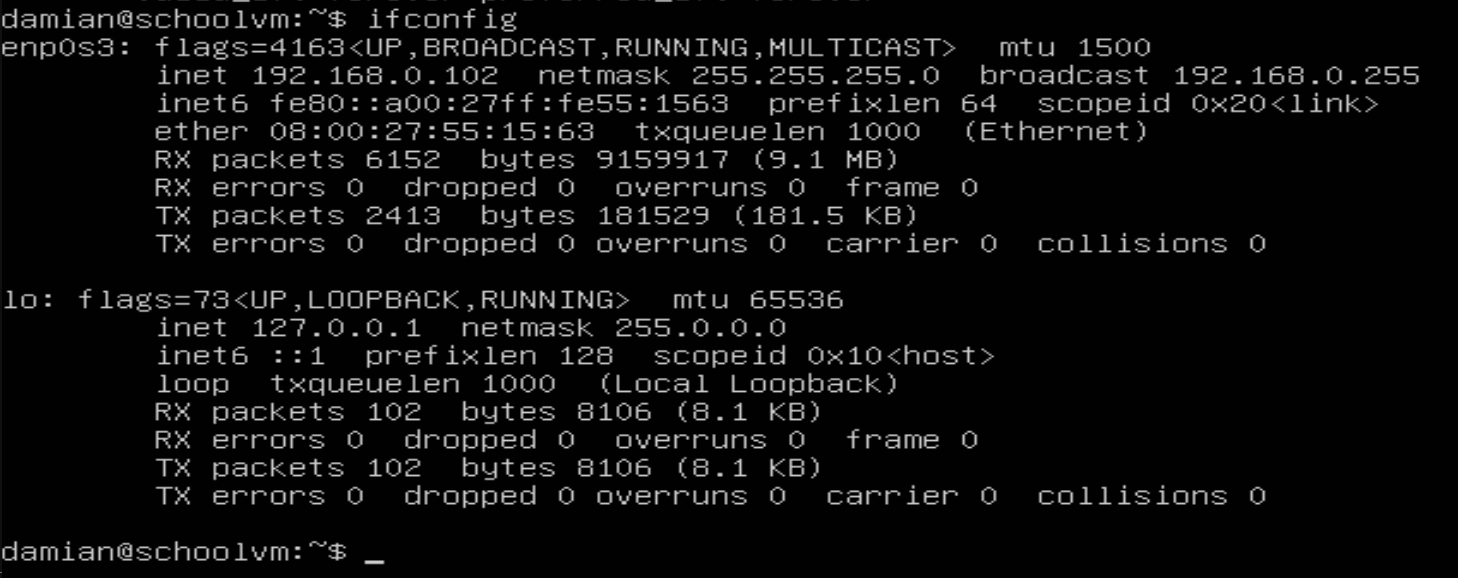 damian@schoolvm:~$ ifconfig
enp0s3: flags=4163<UP,BROADCAST,RUNNING,MULTICAST>  mtu 1500
        inet 192.168.0.102  netmask 255.255.255.0  broadcast 192.168.0.255
        inet6 fe80::a00:27ff:fe55:1563  prefixlen 64  scopeid 0x20<link>
        ether 08:00:27:55:15:63  txqueuelen 1000  (Ethernet)
        RX packets 6152  bytes 9159917 (9.1 MB)
        RX errors 0  dropped 0  overruns 0  frame 0
        TX packets 2413  bytes 181529 (181.5 KB)
        TX errors 0  dropped 0 overruns 0  carrier 0  collisions 0

lo: flags=73<UP,LOOPBACK,RUNNING>  mtu 65536
        inet 127.0.0.1  netmask 255.0.0.0
        inet6 ::1  prefixlen 128  scopeid 0x10<host>
        loop  txqueuelen 1000  (Local Loopback)
        RX packets 102  bytes 8106 (8.1 KB)
        RX errors 0  dropped 0  overruns 0  frame 0
        TX packets 102  bytes 8106 (8.1 KB)
        TX errors 0  dropped 0 overruns 0  carrier 0  collisions 0

damian@schoolvm:~$ _